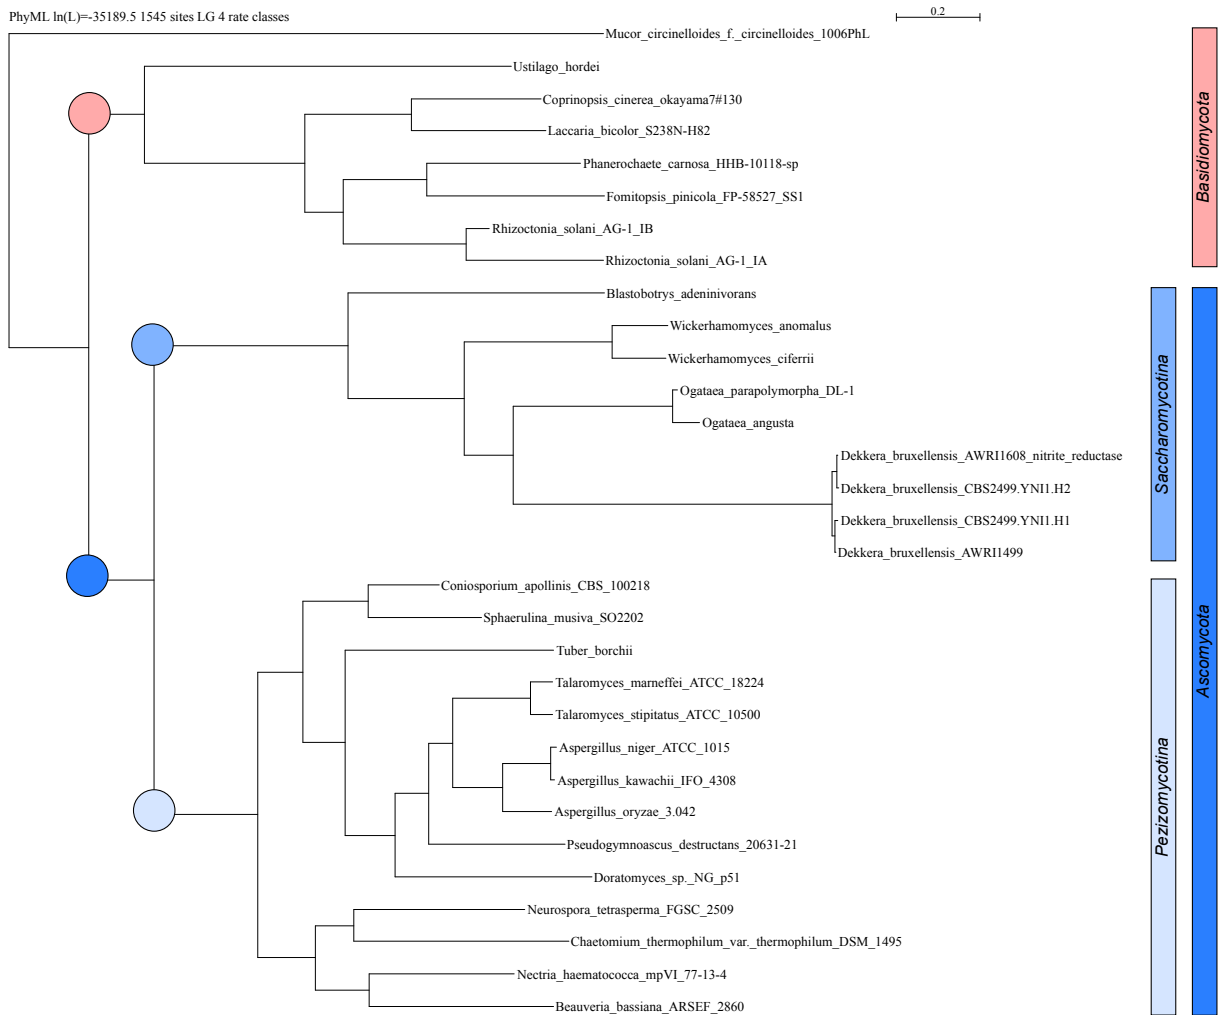 PhyML ln(L)=-35189.5 1545 sites LG 4 rate classes
0.2
Mucor_circinelloides_f._circinelloides_1006PhL
Ustilago_hordei
Coprinopsis_cinerea_okayama7#130
Laccaria_bicolor_S238N-H82
Phanerochaete_carnosa_HHB-10118-sp
Fomitopsis_pinicola_FP-58527_SS1
Rhizoctonia_solani_AG-1_IB
Rhizoctonia_solani_AG-1_IA
Basidiomycota
Blastobotrys_adeninivorans
Wickerhamomyces_anomalus
Wickerhamomyces_ciferrii
Ogataea_parapolymorpha_DL-1
Ogataea_angusta
Dekkera_bruxellensis_AWRI1608_nitrite_reductase
Dekkera_bruxellensis_CBS2499.YNI1.H2
Dekkera_bruxellensis_CBS2499.YNI1.H1
Dekkera_bruxellensis_AWRI1499
Saccharomycotina
Coniosporium_apollinis_CBS_100218
Sphaerulina_musiva_SO2202
Tuber_borchii
Talaromyces_marneffei_ATCC_18224
Talaromyces_stipitatus_ATCC_10500
Aspergillus_niger_ATCC_1015
Aspergillus_kawachii_IFO_4308
Aspergillus_oryzae_3.042
Pseudogymnoascus_destructans_20631-21
Doratomyces_sp._NG_p51
Neurospora_tetrasperma_FGSC_2509
Chaetomium_thermophilum_var._thermophilum_DSM_1495
Nectria_haematococca_mpVI_77-13-4
Beauveria_bassiana_ARSEF_2860
Pezizomycotina
Ascomycota